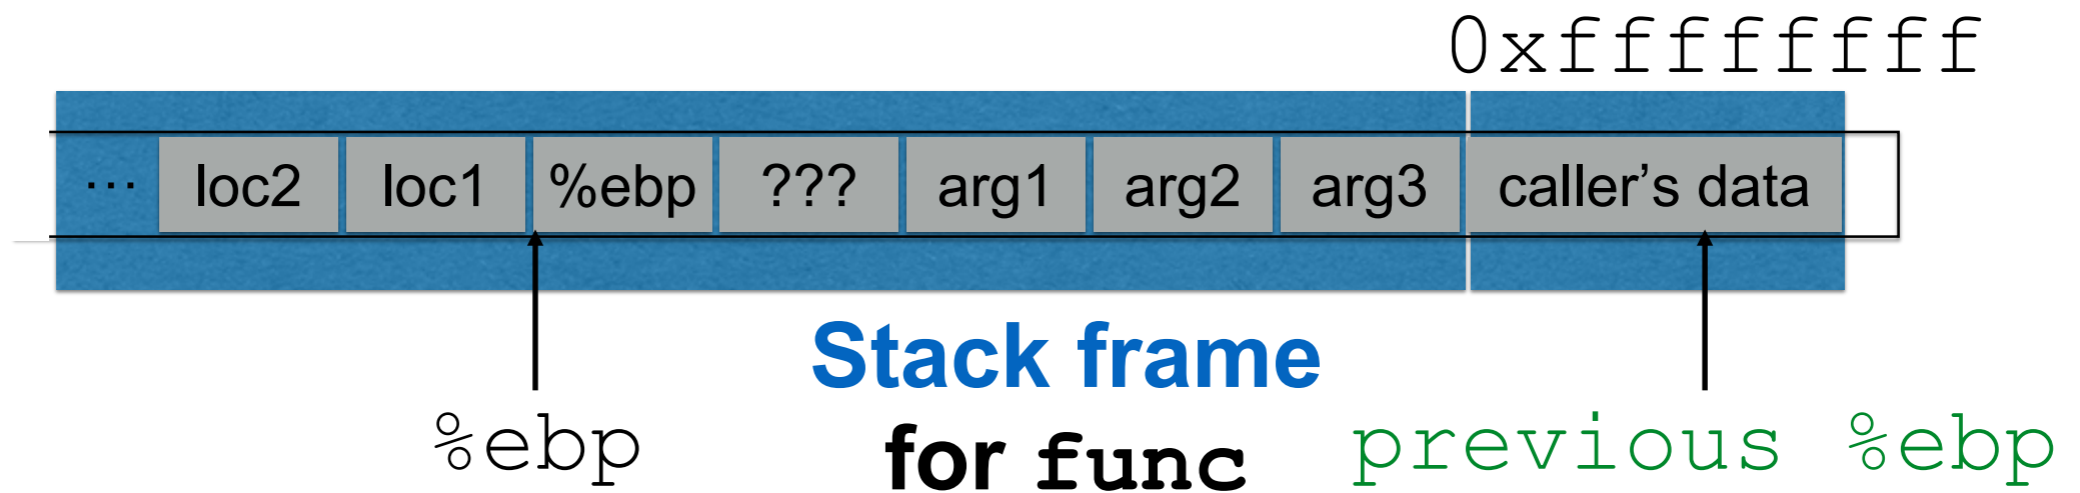 0xffffffff
... loc2 loc1 %ebp ??? arg1 arg2 arg3 caller’s data
Stack frame
for func
%ebp
previous %ebp